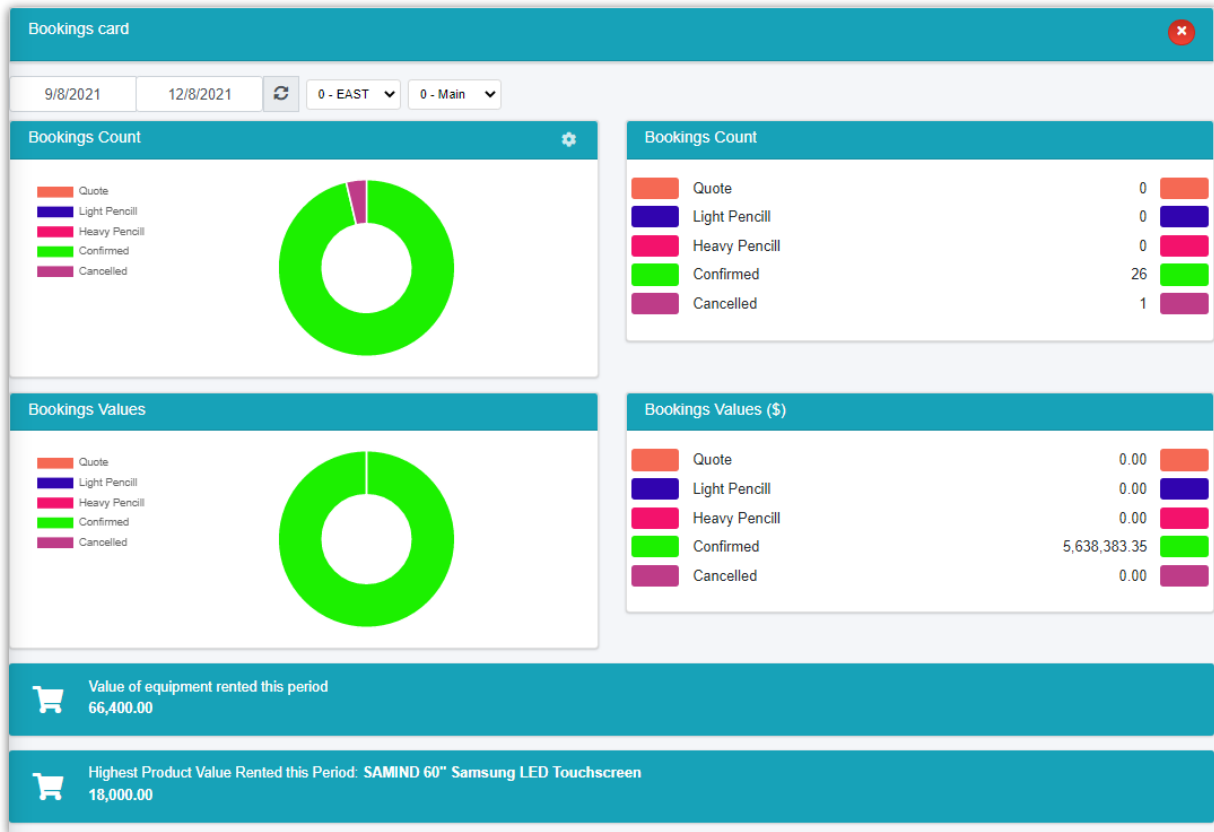 Bookings card
9/8/2021 12/8/2021 0 - EAST 0 - Main
Bookings Count
Quote
Light Pencill
Heavy Pencill
Confirmed
Cancelled
Bookings Count
Quote 0
Light Pencill 0
Heavy Pencill 0
Confirmed 26
Cancelled 1
Bookings Values
Quote
Light Pencill
Heavy Pencill
Confirmed
Cancelled
Bookings Values ($)
Quote 0.00
Light Pencill 0.00
Heavy Pencill 0.00
Confirmed 5,638,383.35
Cancelled 0.00
Value of equipment rented this period
66,400.00
Highest Product Value Rented this Period: SAMIND 60" Samsung LED Touchscreen
18,000.00